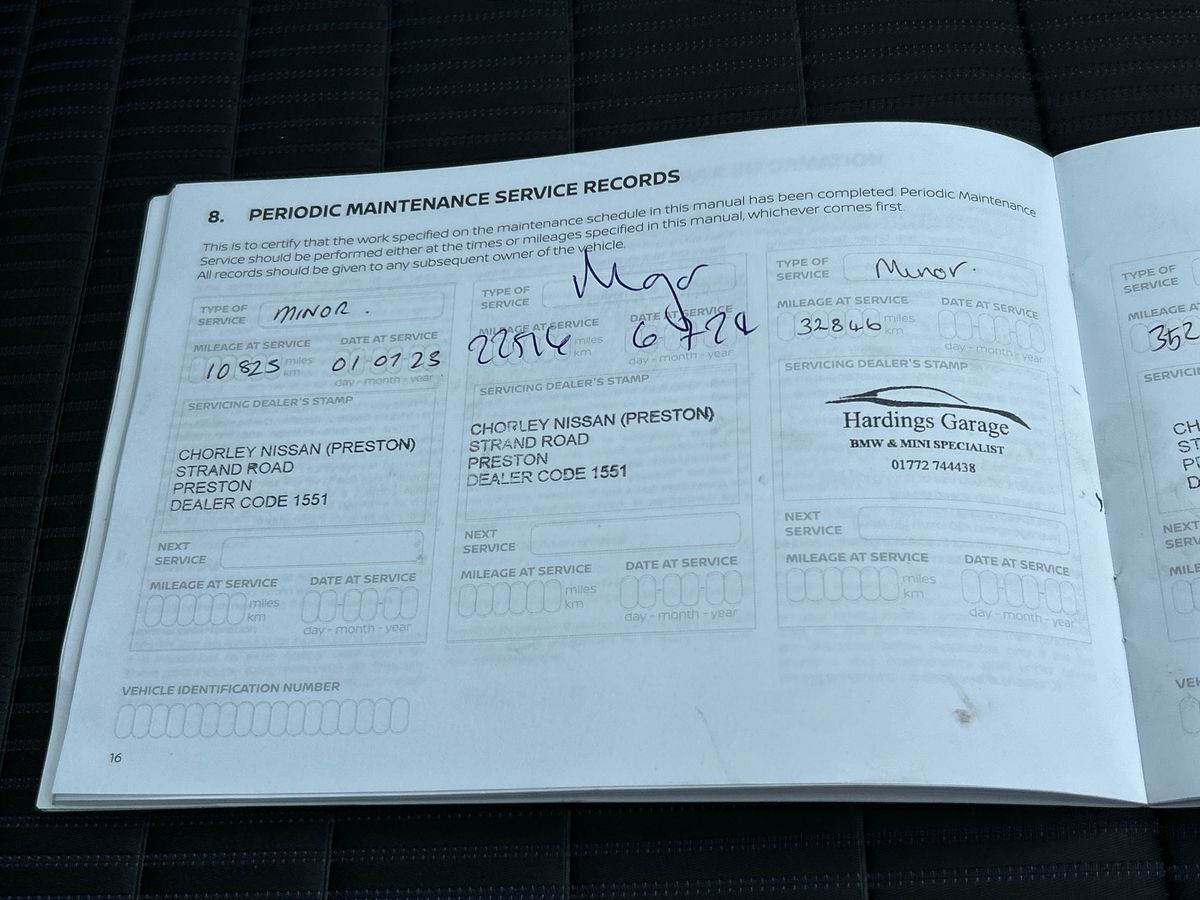 8. PERIODIC MAINTENANCE SERVICE RECORDS
This is to certify that the work specified on the maintenance schedule in this manual has been completed. Periodic Maintenance
Service should be performed either at the times or mileages specified in this manual, whichever comes first.
All records should be given to any subsequent owner of the vehicle.
TYPE OF
SERVICE
MINOR.
MILEAGE AT SERVICE
DATE AT SERVICE
10825 miles
km
01 07 23
day - month - year
SERVICING DEALER'S STAMP
CHORLEY NISSAN (PRESTON)
STRAND ROAD
PRESTON
DEALER CODE 1551
NEXT
SERVICE
MILEAGE AT SERVICE
DATE AT SERVICE
miles
km
day - month - year
TYPE OF
SERVICE
MILEAGE AT SERVICE
DATE AT SERVICE
miles
km
6 7 24
day - month - year
SERVICING DEALER'S STAMP
CHORLEY NISSAN (PRESTON)
STRAND ROAD
PRESTON
DEALER CODE 1551
NEXT
SERVICE
MILEAGE AT SERVICE
DATE AT SERVICE
miles
km
day - month - year
TYPE OF
SERVICE
Minor.
MILEAGE AT SERVICE
DATE AT SERVICE
32846 miles
km
day - month - year
SERVICING DEALER'S STAMP
Hardings Garage
BMW & MINI SPECIALIST
01772 744438
NEXT
SERVICE
MILEAGE AT SERVICE
DATE AT SERVICE
miles
km
day - month - year
VEHICLE IDENTIFICATION NUMBER
16
TYPE OF
SERVICE
MILEAGE A
352
SERVICI
CH
ST
D
NEXT
SERV
MILE
VEH